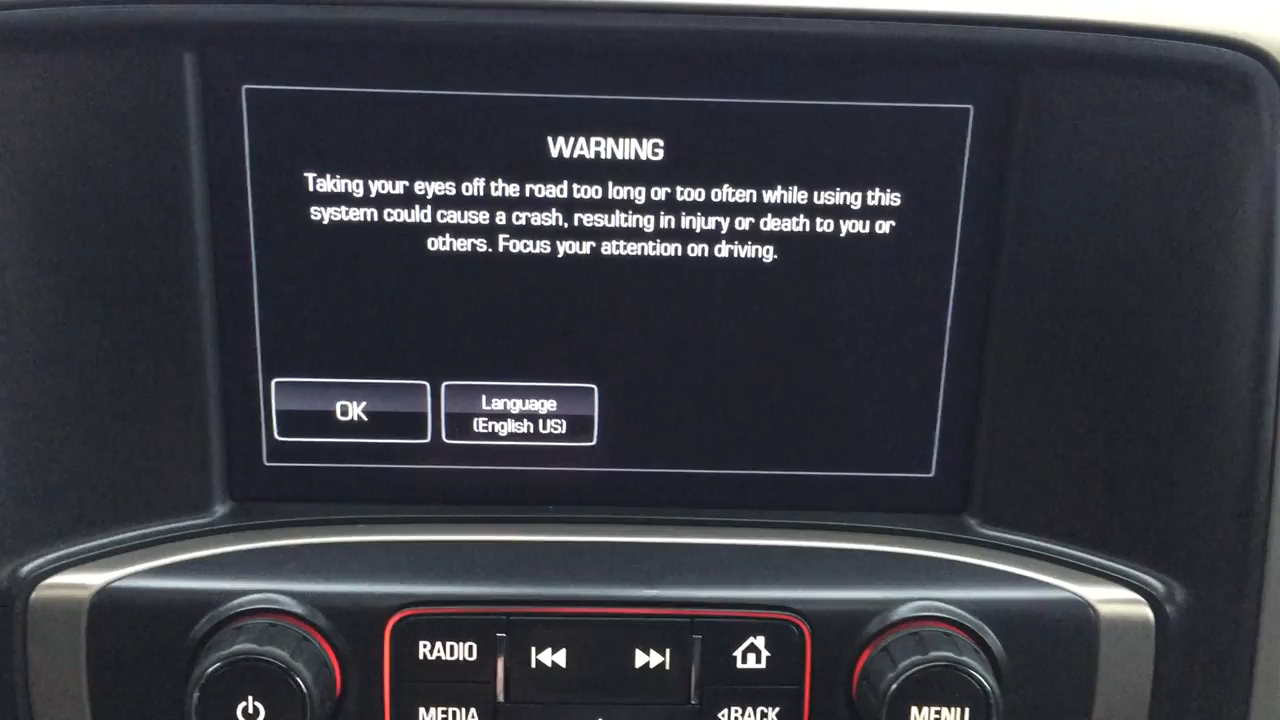 WARNING
Taking your eyes off the road too long or too often while using this
system could cause a crash, resulting in injury or death to you or
others. Focus your attention on driving.
OK
Language
(English US)
RADIO
MEDIA
BACK
MENU